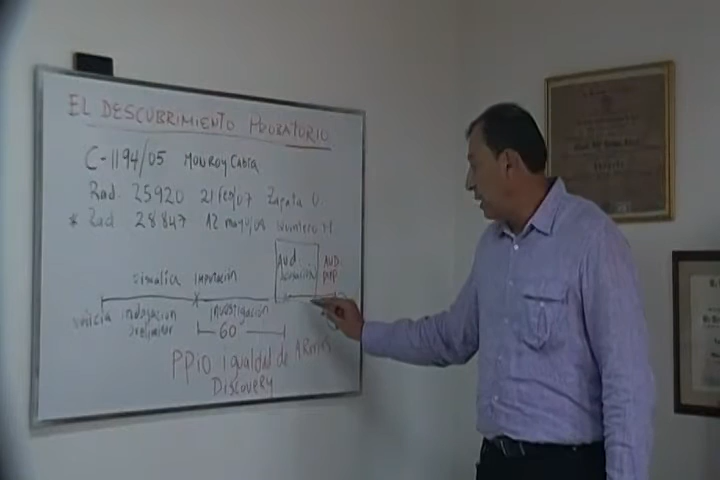 EL DESCUBRIMIENTO PROBATORIO
C-1194/05 MONROY CABRA
Rad. 25920 21 Feb/07 Zapata O.
* Rad 28847 12 mayo/08 Quintero M.
Aud AUD
acusación prep
fiscalía Imputación
noticia indagación investigación
preliminar
60
PPIO Igualdad de ARMAS
Discovery